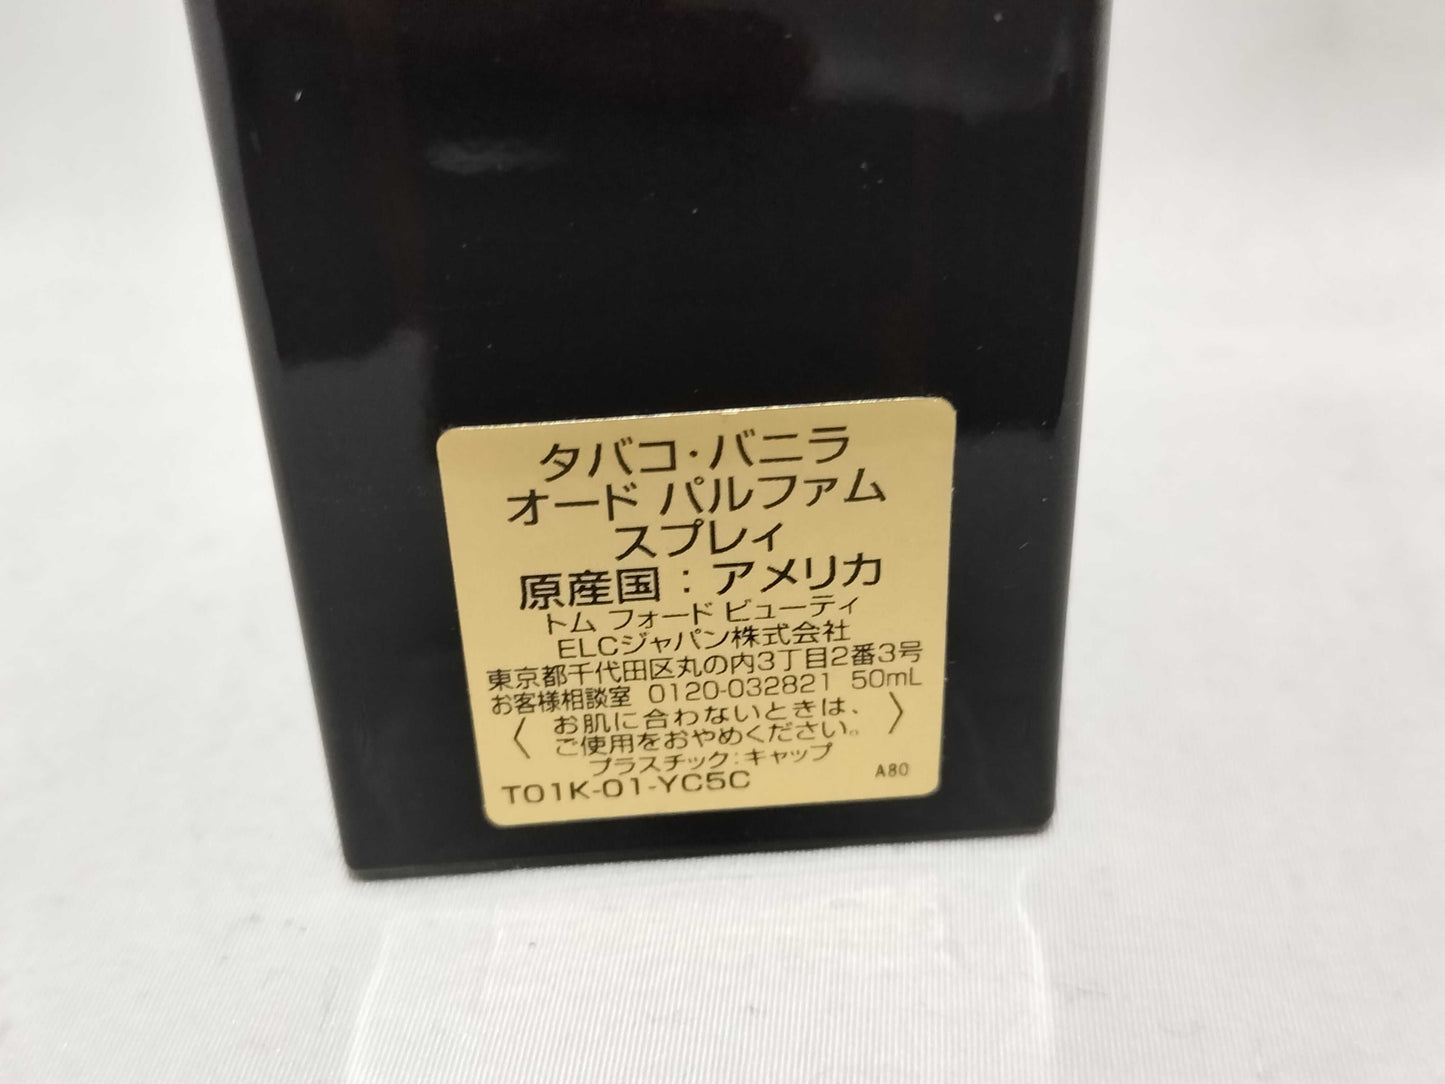 タバコ・バニラ
オード パルファム
スプレィ
原産国：アメリカ
トム フォード ビューティ
ELCジャパン株式会社
東京都千代田区丸の内3丁目2番3号
お客様相談室 0120-032821 50mL
〈 お肌に合わないときは、 〉
ご使用をおやめください。
プラスチック：キャップ
T01K-01-YC5C A80